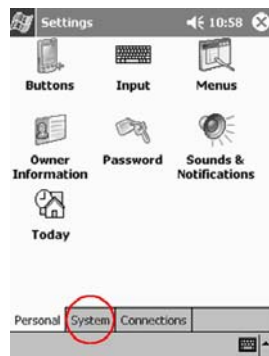 Settings 10:58
Buttons Input Menus
Owner Information Password Sounds & Notifications
Today
Personal System Connections